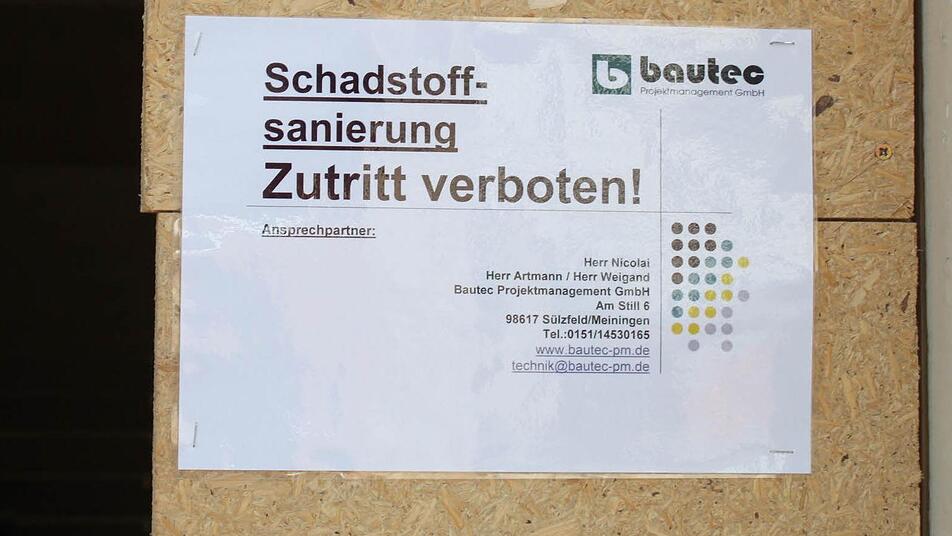 Schadstoff-
sanierung
Zutritt verboten!
b bautec
Projektmanagement GmbH
Ansprechpartner:
Herr Nicolai
Herr Artmann / Herr Weigand
Bautec Projektmanagement GmbH
Am Still 6
98617 Sülzfeld/Meiningen
Tel.:0151/14530165
www.bautec-pm.de
technik@bautec-pm.de